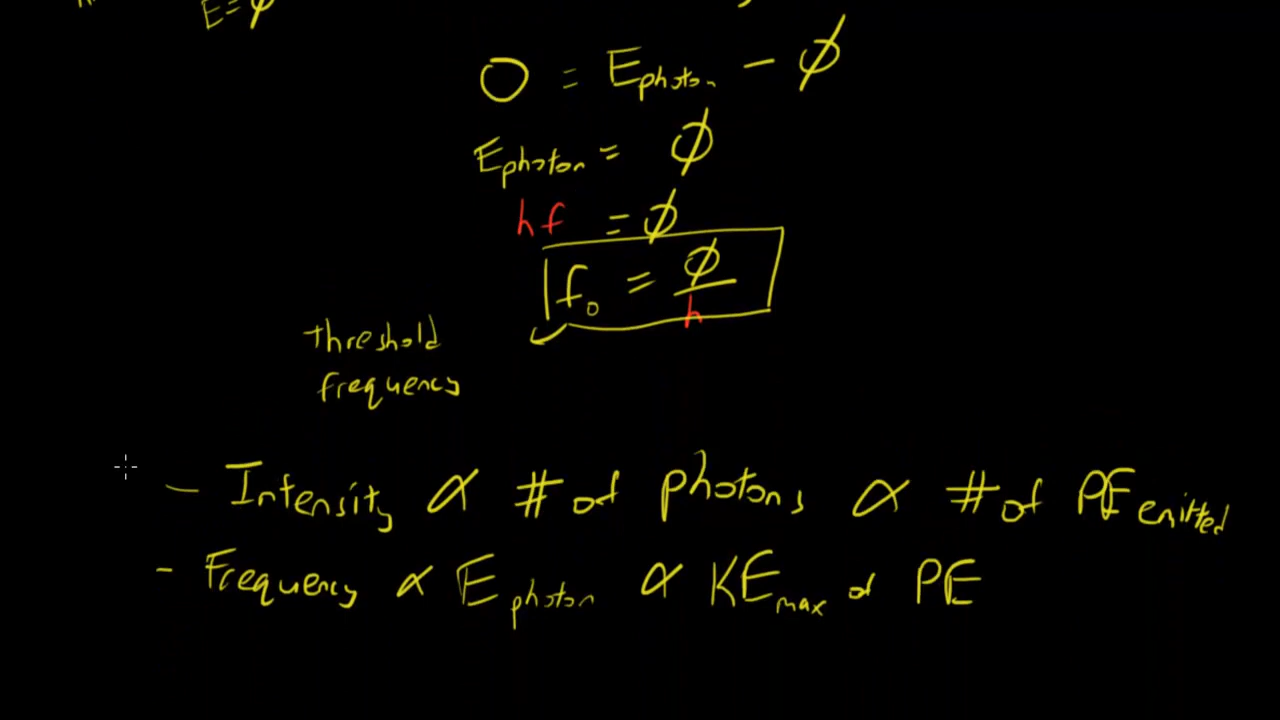 E = ϕ
0 = Ephoton - ϕ
Ephoton = ϕ
hf = ϕ
f₀ = ϕ/h
threshold
frequency
- Intensity ∝ # of photons ∝ # of PE emitted
- Frequency ∝ Ephoton ∝ KEmax of PE